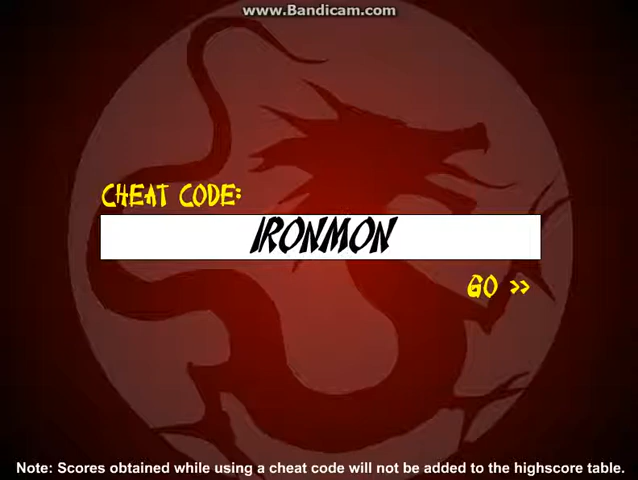 www.Bandicam.com
CHEAT CODE:
IRONMON
GO >>
Note: Scores obtained while using a cheat code will not be added to the highscore table.